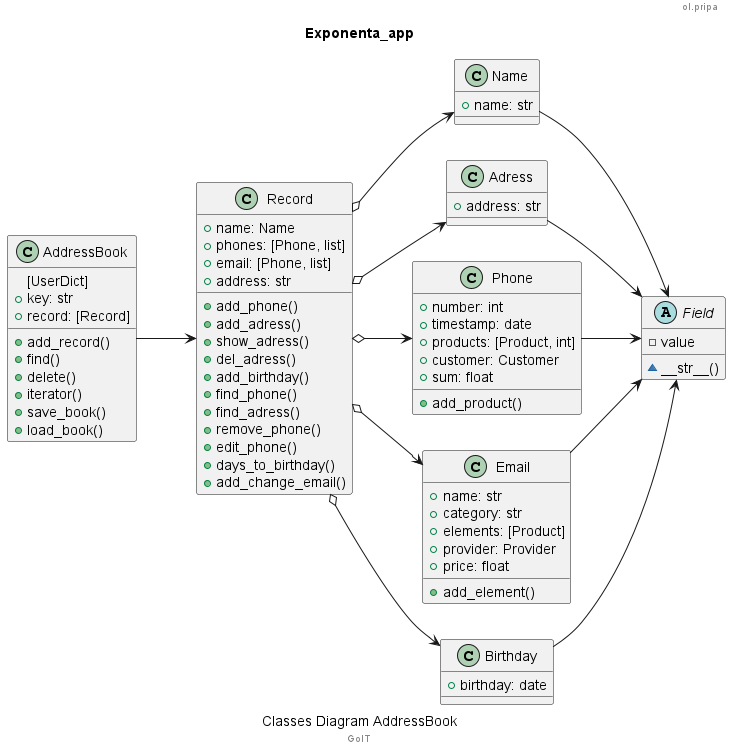 ol.pripa
Exponenta_app
C Name
name: str
C Adress
address: str
C Record
name: Name
phones: [Phone, list]
email: [Phone, list]
address: str
add_phone()
add_adress()
show_adress()
del_adress()
add_birthday()
find_phone()
find_adress()
remove_phone()
edit_phone()
days_to_birthday()
add_change_email()
C AddressBook
[UserDict]
key: str
record: [Record]
add_record()
find()
delete()
iterator()
save_book()
load_book()
C Phone
number: int
timestamp: date
products: [Product, int]
customer: Customer
sum: float
add_product()
A Field
value
__str__()
C Email
name: str
category: str
elements: [Product]
provider: Provider
price: float
add_element()
C Birthday
birthday: date
Classes Diagram AddressBook
GoIT